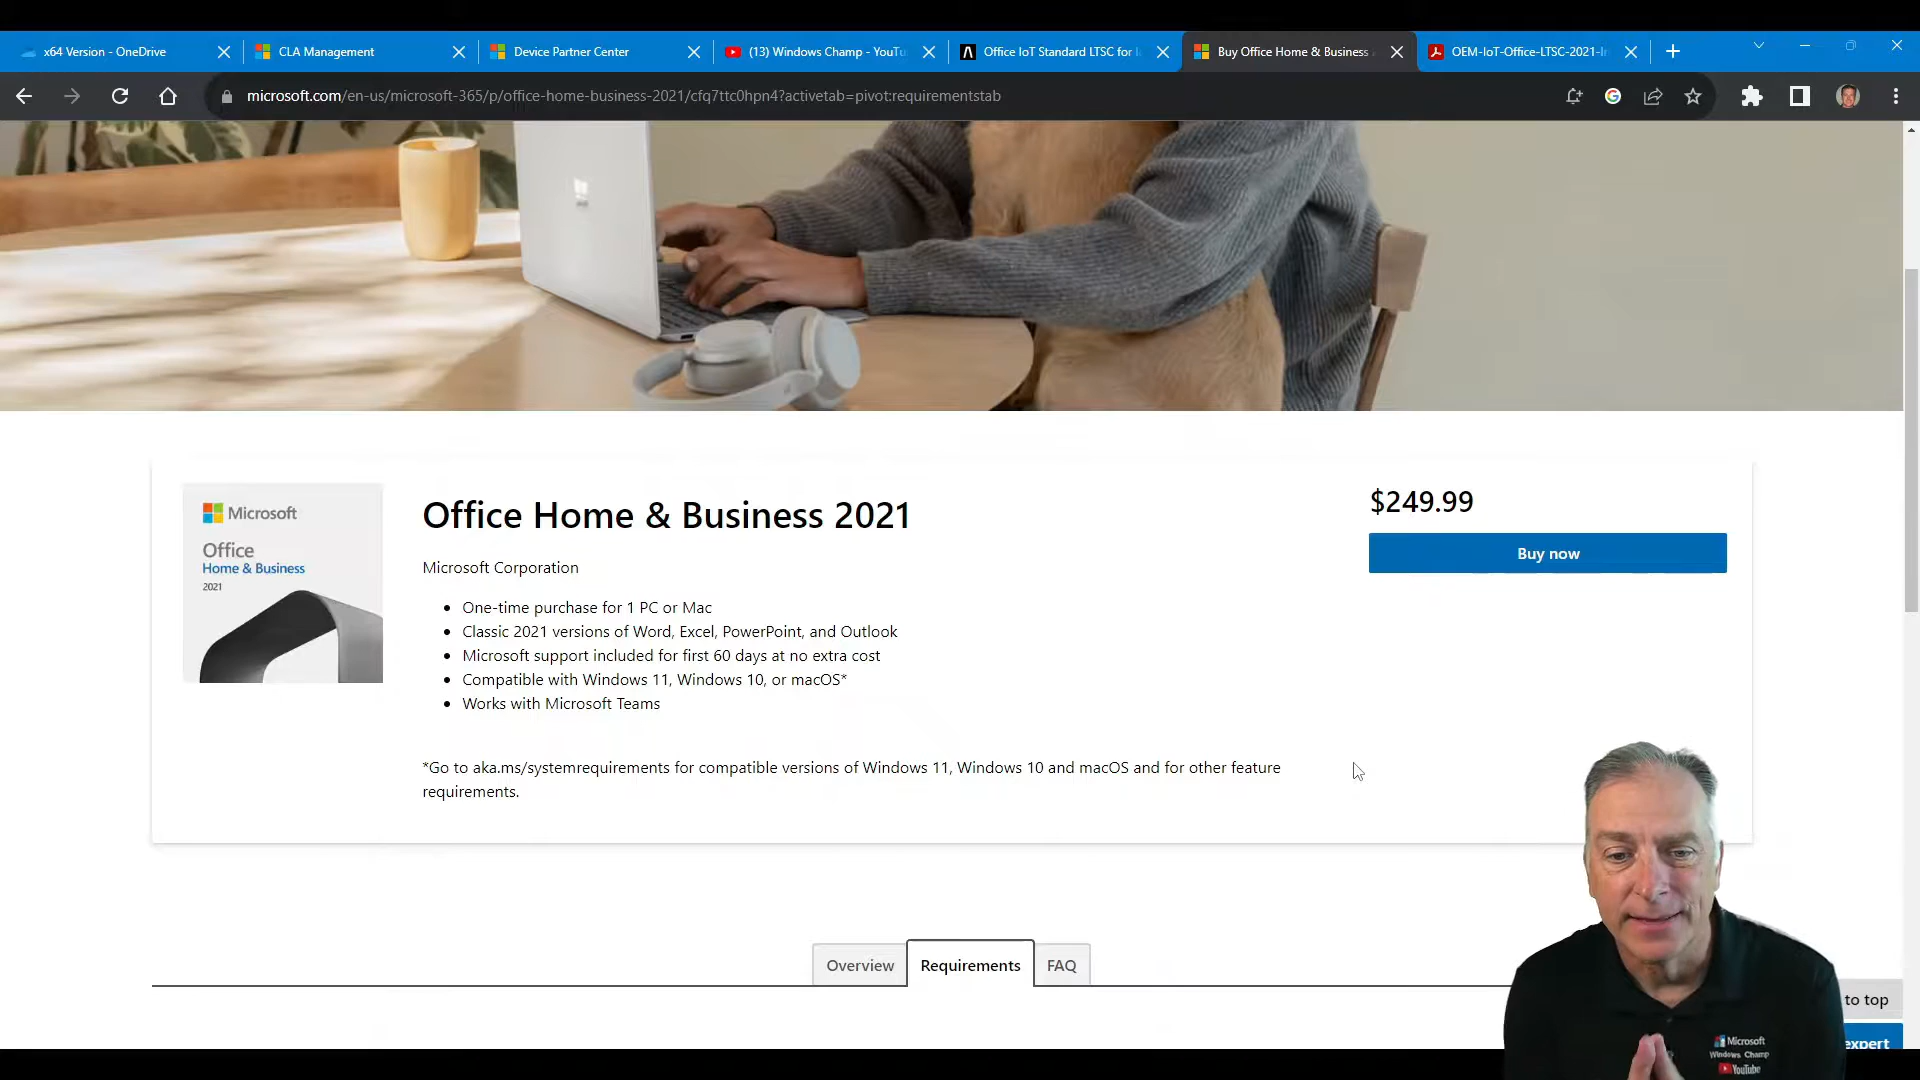 x64 Version - OneDrive
CLA Management
Device Partner Center
(13) Windows Champ - YouTu
Office IoT Standard LTSC for I
Buy Office Home & Business
OEM-IoT-Office-LTSC-2021-I
microsoft.com/en-us/microsoft-365/p/office-home-business-2021/cfq7ttc0hpn4?activetab=pivot:requirementstab
Microsoft
Office
Home & Business
2021
Office Home & Business 2021
Microsoft Corporation
• One-time purchase for 1 PC or Mac
• Classic 2021 versions of Word, Excel, PowerPoint, and Outlook
• Microsoft support included for first 60 days at no extra cost
• Compatible with Windows 11, Windows 10, or macOS*
• Works with Microsoft Teams
*Go to aka.ms/systemrequirements for compatible versions of Windows 11, Windows 10 and macOS and for other feature
requirements.
$249.99
Buy now
Overview
Requirements
FAQ
to top
expert
Microsoft
Windows Champ
YouTube